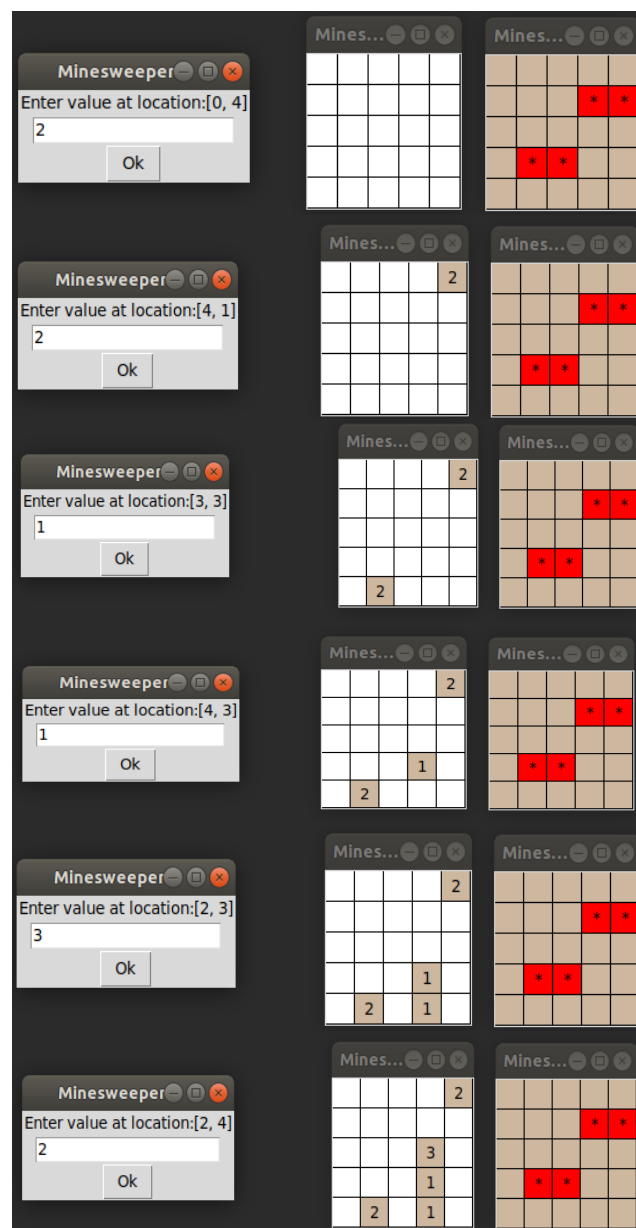 Minesweeper
Enter value at location:[0, 4]
2
Ok
Mines...
Mines...
* *
* *
Minesweeper
Enter value at location:[4, 1]
2
Ok
Mines...
2
Mines...
* *
* *
Minesweeper
Enter value at location:[3, 3]
1
Ok
Mines...
2
2
Mines...
* *
* *
Minesweeper
Enter value at location:[4, 3]
1
Ok
Mines...
2
1
2
Mines...
* *
* *
Minesweeper
Enter value at location:[2, 3]
3
Ok
Mines...
2
1
2 1
Mines...
* *
* *
Minesweeper
Enter value at location:[2, 4]
2
Ok
Mines...
2
3
1
2 1
Mines...
* *
* *